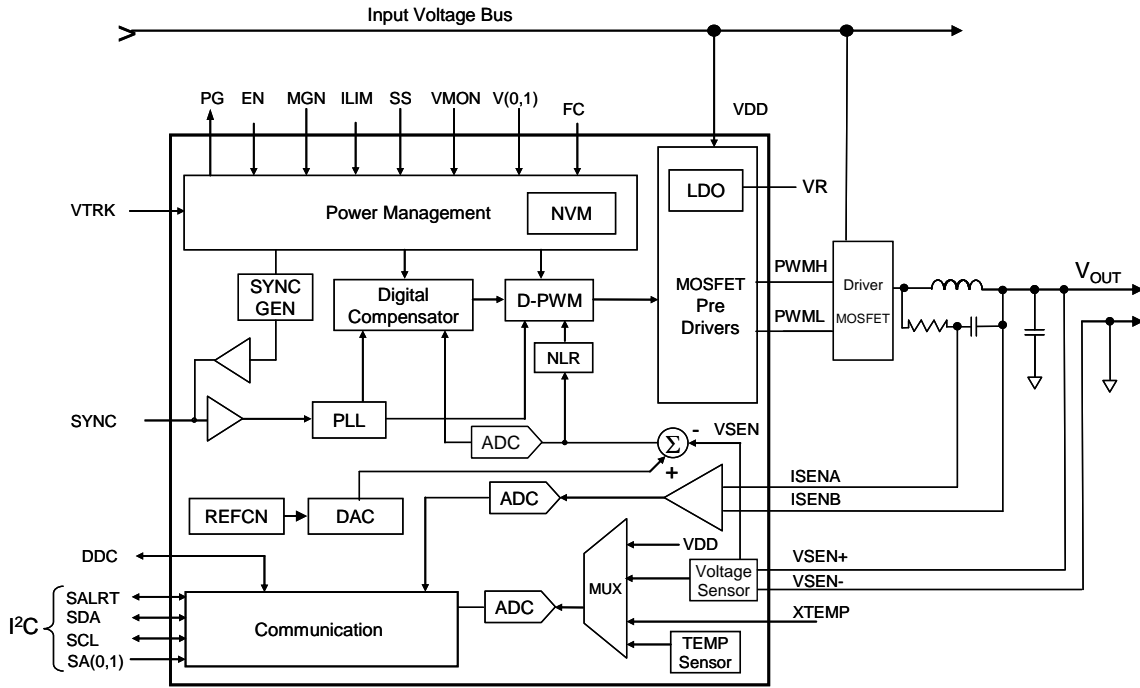 Input Voltage Bus
PG
EN
MGN
ILIM
SS
VMON
V(0,1)
FC
VDD
LDO
VR
VTRK
Power Management
NVM
SYNC
GEN
Digital
Compensator
D-PWM
MOSFET
Pre
Drivers
PWMH
PWML
Driver
MOSFET
VOUT
NLR
SYNC
PLL
ADC
Σ
-
+
VSEN
ISENA
ISENB
ADC
REFCN
DAC
DDC
VDD
MUX
Voltage
Sensor
VSEN+
VSEN-
XTEMP
TEMP
Sensor
ADC
Communication
I²C
SALRT
SDA
SCL
SA(0,1)